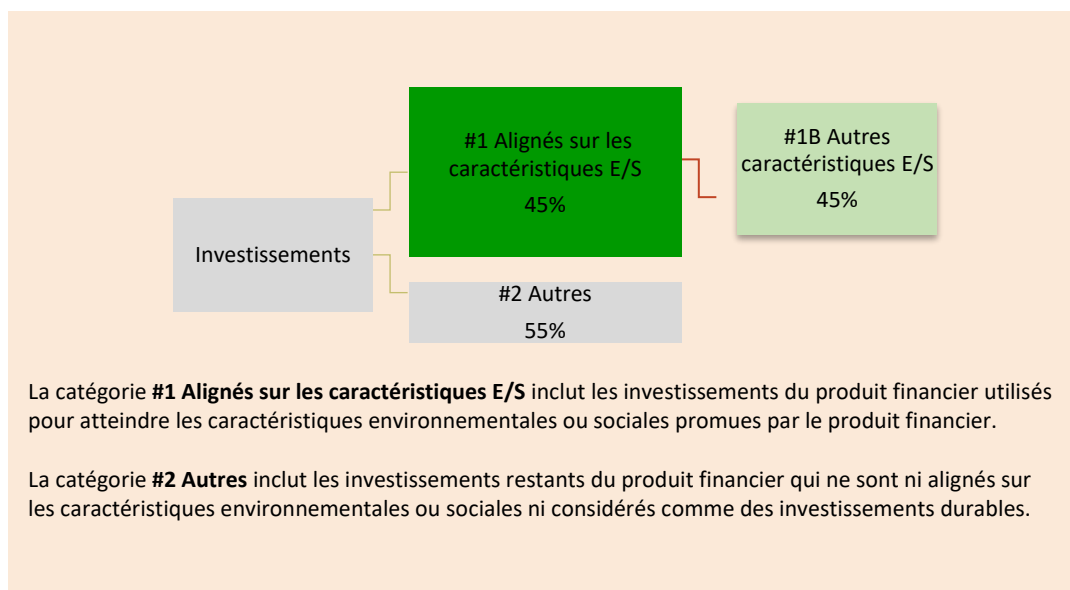 #1 Alignés sur les
caractéristiques E/S
45%
#1B Autres
caractéristiques E/S
45%
Investissements
#2 Autres
55%
La catégorie #1 Alignés sur les caractéristiques E/S inclut les investissements du produit financier utilisés
pour atteindre les caractéristiques environnementales ou sociales promues par le produit financier.
La catégorie #2 Autres inclut les investissements restants du produit financier qui ne sont ni alignés sur
les caractéristiques environnementales ou sociales ni considérés comme des investissements durables.